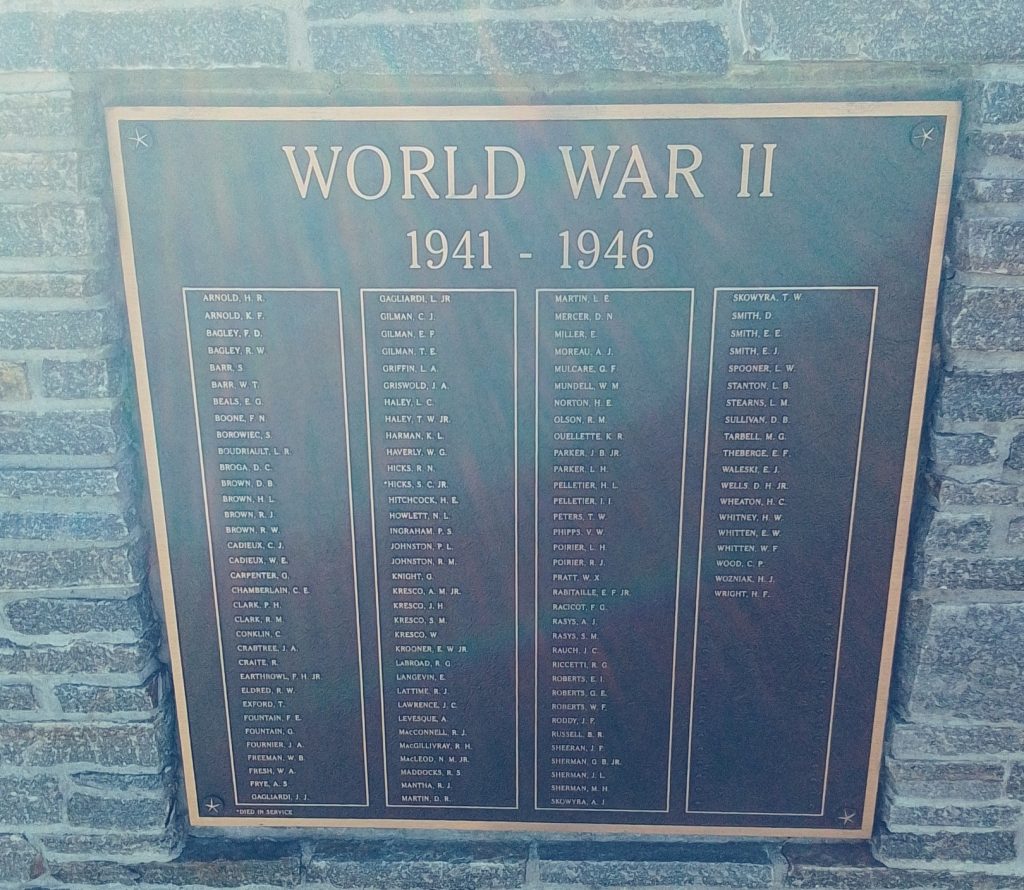 WORLD WAR II
1941 - 1946
ARNOLD, H. R.
ARNOLD, K. F.
BAGLEY, F. D.
BAGLEY, R. W.
BARR, S
BARR, W. T.
BEALS, E. G.
BOONE, F. N.
BOROWIEC, S.
BOUDRIAULT, L. R
BROGA, D. C.
BROWN, D. B.
BROWN, H. L.
BROWN, R. J.
BROWN, R. W.
CADIEUX, C. J.
CADIEUX, W. E.
CARPENTER, G.
CHAMBERLAIN, C. E.
CLARK, P. H.
CLARK, R. M.
CONKLIN, C.
CRABTREE, J. A.
CRAITE, R.
EARTHROWL, F. H. JR.
ELDRED, R. W.
EXFORD, T.
FOUNTAIN, F. E.
FOUNTAIN, G.
FOURNIER, J. A.
FREEMAN, W. B.
FRESH, W. A.
FRYE, A. S
GAGLIARDI, J. J.
*DIED IN SERVICE
GAGLIARDI, L. JR
GILMAN, C. J.
GILMAN, E. F
GILMAN, T. E.
GRIFFIN, L. A.
GRISWOLD, J. A.
HALEY, L. C.
HALEY, T. W. JR.
HARMAN, K. L.
HAVERLY, W. G.
HICKS, R. N.
*HICKS, S. C. JR.
HITCHCOCK, H. E.
HOWLETT, N. L.
INGRAHAM, P. S.
JOHNSTON, P. L.
JOHNSTON, R. M.
KNIGHT, G.
KRESCO, A. M. JR.
KRESCO, J. H.
KRESCO, S. M.
KRESCO, W
KROONER, E. W. JR.
LABROAD, R. G
LANGEVIN, E.
LATTIME, R. J.
LAWRENCE, J. C.
LEVESQUE, A.
MacCONNELL, R. J.
MacGILLIVRAY, R. H.
MacLEOD, N. M. JR.
MADDOCKS, R. S
MANTHA, R. J.
MARTIN, D. R.
MARTIN, L. E.
MERCER, D. N
MILLER, E.
MOREAU, A. J.
MULCARE, G. F
MUNDELL, W. M
NORTON, H. E.
OLSON, R. M.
OUELLETTE, K. R.
PARKER, J. B. JR.
PARKER, L. H.
PELLETIER, H. L.
PELLETIER, I. I.
PETERS, T. W.
PHIPPS, V. W.
POIRIER, L. H
POIRIER, R. J.
PRATT, W. X
RABITAILLE, E. F. JR.
RACICOT, F. G.
RASYS, A. J.
RASYS, S. M.
RAUCH, J. C.
RICCETTI, R. G.
ROBERTS, E. I.
ROBERTS, G. E.
ROBERTS, W. F.
RODDY, J. F.
RUSSELL, B. R.
SHEERAN, J. F
SHERMAN, G. B. JR.
SHERMAN, J. L.
SHERMAN, M. H.
SKOWYRA, A. J.
SKOWYRA, T. W.
SMITH, D.
SMITH, E. E.
SMITH, E. J.
SPOONER, L. W.
STANTON, L. B.
STEARNS, L. M.
SULLIVAN, D. B.
TARBELL, M. G.
THEBERGE, E. F.
WALESKI, E. J.
WELLS, D. H. JR.
WHEATON, H. C.
WHITNEY, H. W.
WHITTEN, E. W.
WHITTEN, W. F
WOOD, C. P.
WOZNIAK, H. J.
WRIGHT, H. F.